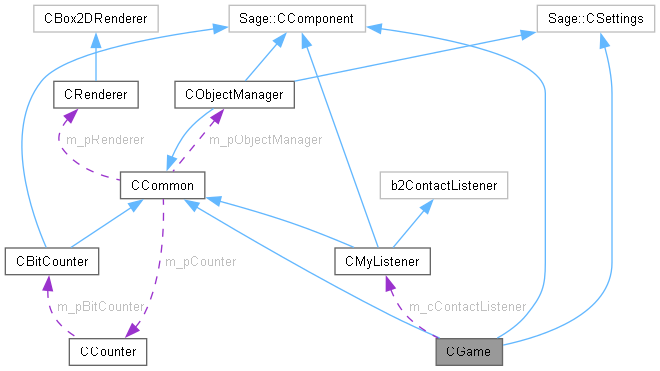 CBox2DRenderer
Sage::CComponent
Sage::CSettings
CRenderer
CObjectManager
m_pRenderer
m_pObjectManager
CCommon
b2ContactListener
CBitCounter
m_pCounter
CMyListener
m_pBitCounter
m_cContactListener
CCounter
CGame